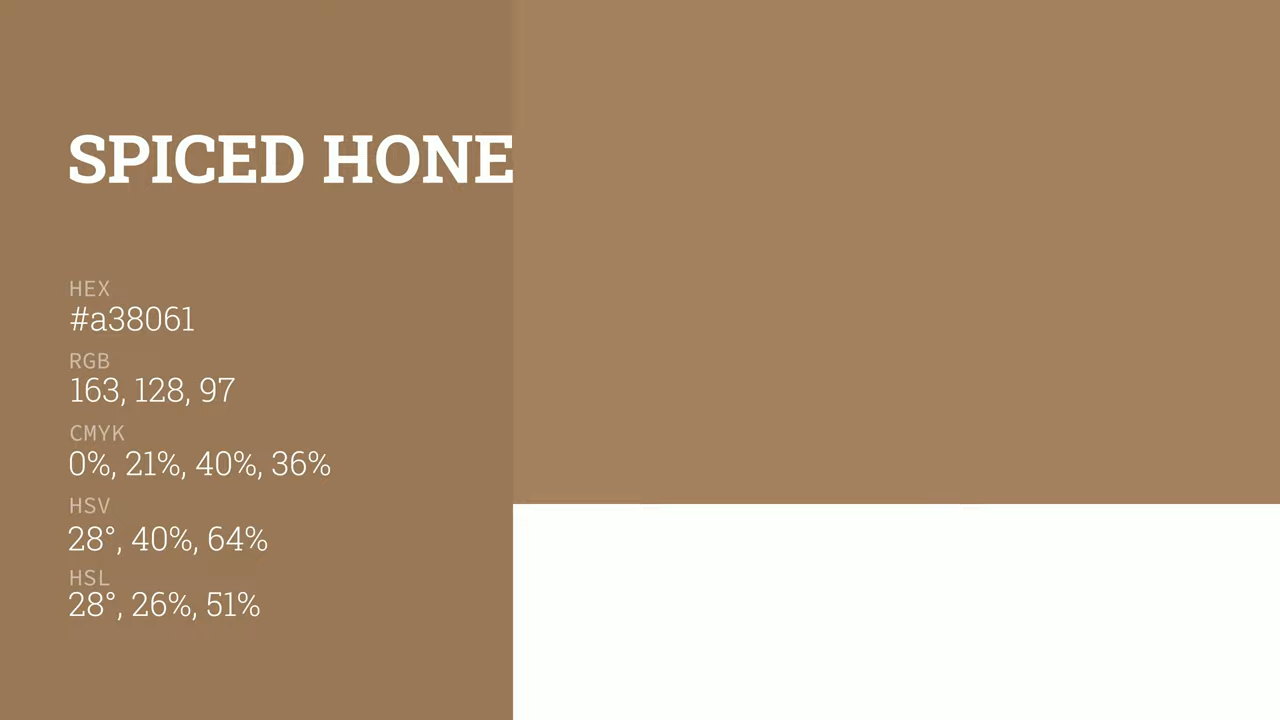 SPICED HONE
HEX
#a38061
RGB
163, 128, 97
CMYK
0%, 21%, 40%, 36%
HSV
28°, 40%, 64%
HSL
28°, 26%, 51%